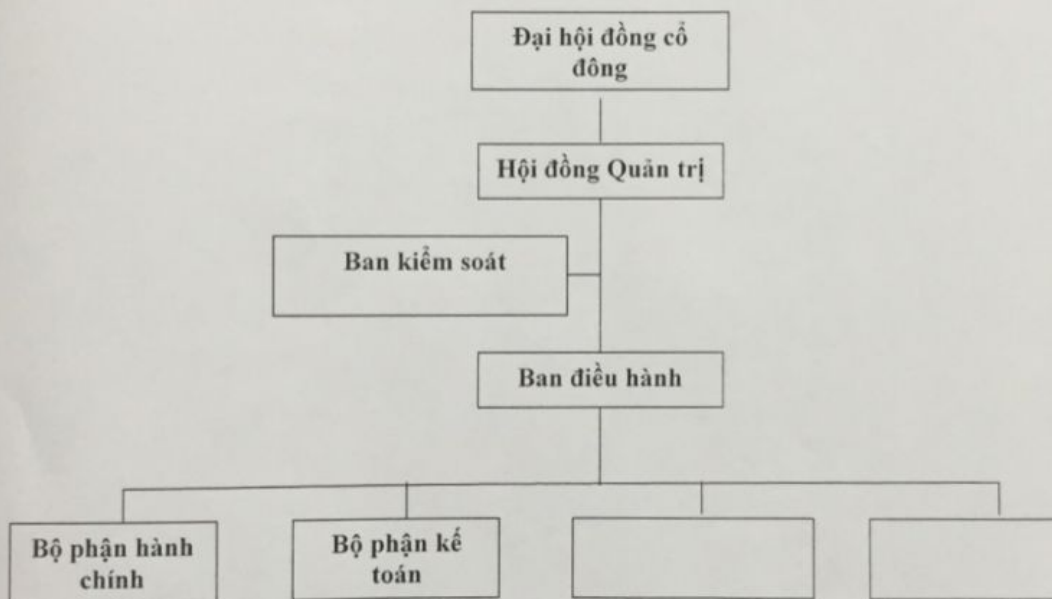 Đại hội đồng cổ
đông
Hội đồng Quản trị
Ban kiểm soát
Ban điều hành
Bộ phận hành
chính
Bộ phận kế
toán